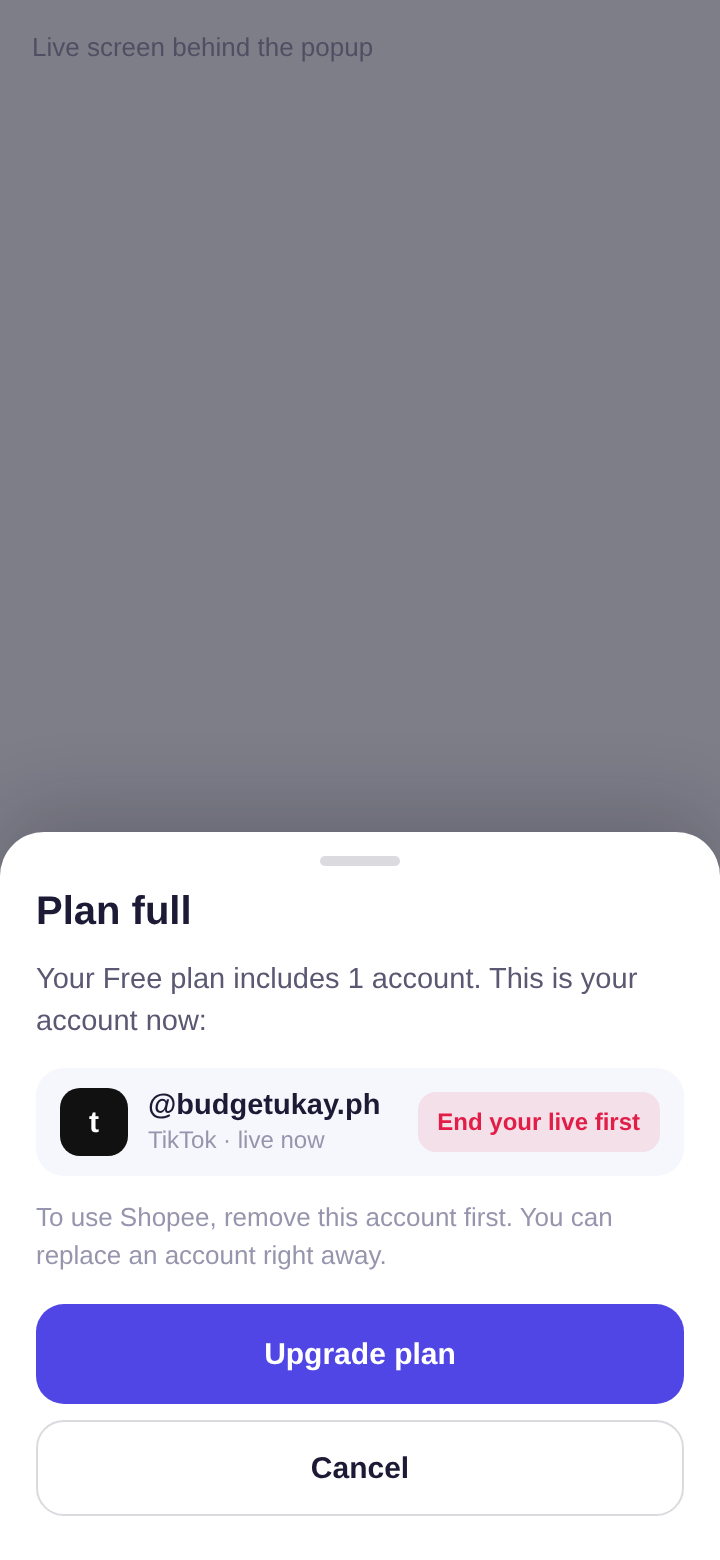 Live screen behind the popup
Plan full
Your Free plan includes 1 account. This is your
account now:
t
@budgetukay.ph
TikTok · live now
End your live first
To use Shopee, remove this account first. You can
replace an account right away.
Upgrade plan
Cancel